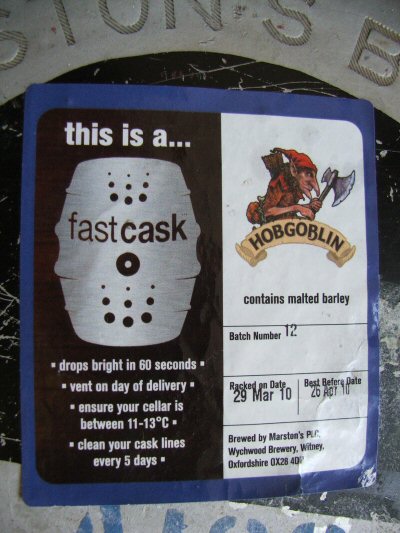 STON'S B
this is a...
fastcask
• drops bright in 60 seconds •
• vent on day of delivery •
• ensure your cellar is
between 11-13°C •
• clean your cask lines
every 5 days •
HOBGOBLIN
contains malted barley
Batch Number 12
Racked on Date
29 Mar 10
Best Before Date
26 Apr 10
Brewed by Marston's PLC,
Wychwood Brewery, Witney,
Oxfordshire OX28